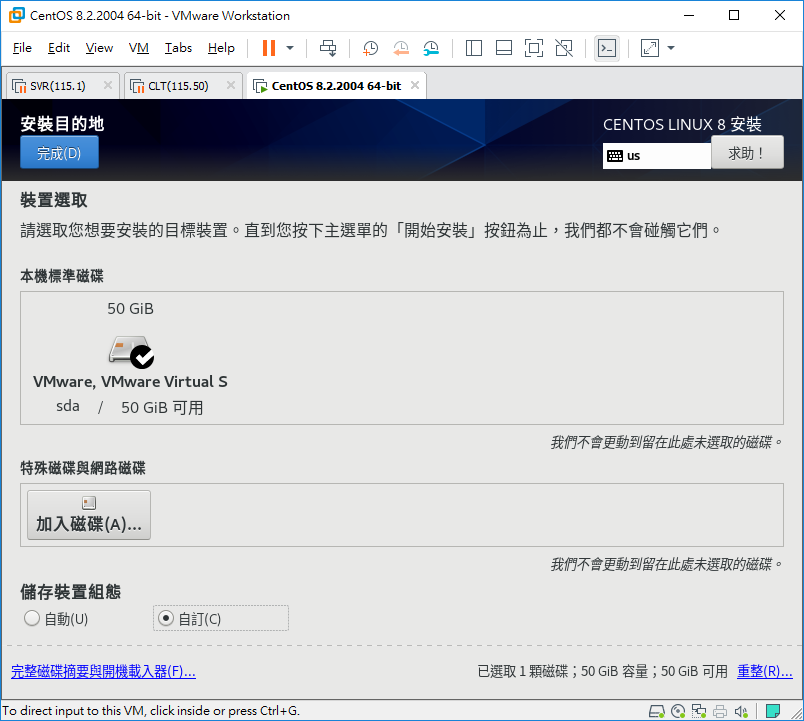 CentOS 8.2.2004 64-bit - VMware Workstation
File Edit View VM Tabs Help
SVR(115.1) CLT(115.50) CentOS 8.2.2004 64-bit
安裝目的地 CENTOS LINUX 8 安裝
完成(D) us 求助！
裝置選取
請選取您想要安裝的目標裝置。直到您按下主選單的「開始安裝」按鈕為止，我們都不會碰觸它們。
本機標準磁碟
50 GiB
VMware, VMware Virtual S
sda / 50 GiB 可用
我們不會更動到留在此處未選取的磁碟。
特殊磁碟與網路磁碟
加入磁碟(A)...
我們不會更動到留在此處未選取的磁碟。
儲存裝置組態
自動(U) 自訂(C)
完整磁碟摘要與開機載入器(F)... 已選取 1 顆磁碟；50 GiB 容量；50 GiB 可用 重整(R)...
To direct input to this VM, click inside or press Ctrl+G.